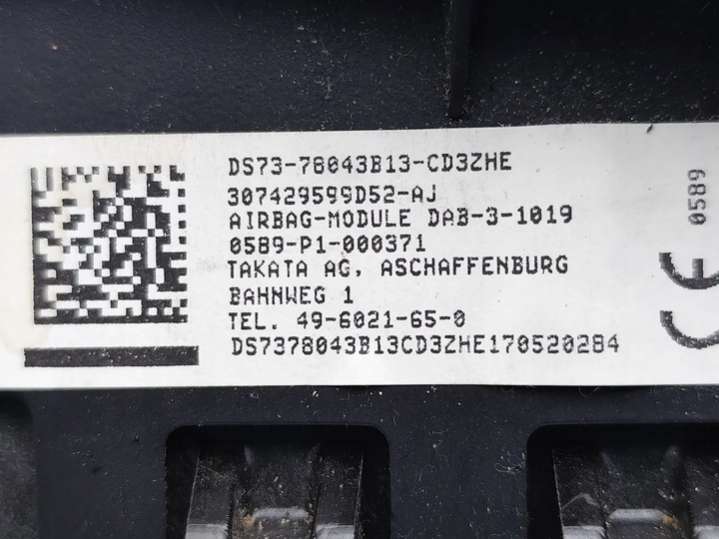 DS73-78043B13-CD3ZHE
307429599D52-AJ
AIRBAG-MODULE DAB-3-1019
0589-P1-000371
TAKATA AG, ASCHAFFENBURG
BAHNWEG 1
TEL. 49-6021-65-0
DS7378043B13CD3ZHE170520284
CE 0589